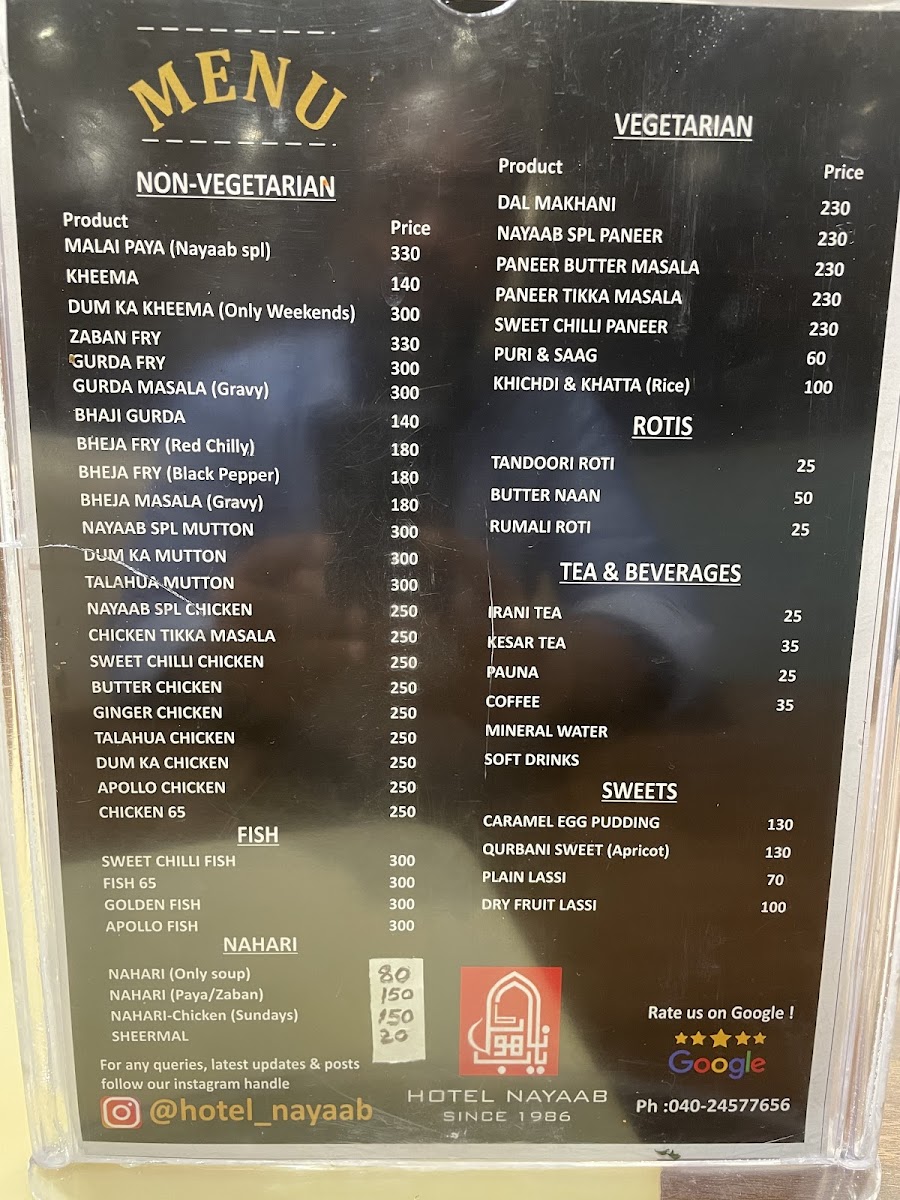 MENU
NON-VEGETARIAN
Product Price
MALAI PAYA (Nayaab spl) 330
KHEEMA 140
DUM KA KHEEMA (Only Weekends) 300
ZABAN FRY 330
GURDA FRY 300
GURDA MASALA (Gravy) 300
BHAJI GURDA 140
BHEJA FRY (Red Chilly) 180
BHEJA FRY (Black Pepper) 180
BHEJA MASALA (Gravy) 180
NAYAAB SPL MUTTON 300
DUM KA MUTTON 300
TALAHUA MUTTON 300
NAYAAB SPL CHICKEN 250
CHICKEN TIKKA MASALA 250
SWEET CHILLI CHICKEN 250
BUTTER CHICKEN 250
GINGER CHICKEN 250
TALAHUA CHICKEN 250
DUM KA CHICKEN 250
APOLLO CHICKEN 250
CHICKEN 65 250
FISH
SWEET CHILLI FISH 300
FISH 65 300
GOLDEN FISH 300
APOLLO FISH 300
NAHARI
NAHARI (Only soup) 80
NAHARI (Paya/Zaban) 150
NAHARI-Chicken (Sundays) 150
SHEERMAL 20
For any queries, latest updates & posts
follow our instagram handle
@hotel_nayaab
VEGETARIAN
Product Price
DAL MAKHANI 230
NAYAAB SPL PANEER 230
PANEER BUTTER MASALA 230
PANEER TIKKA MASALA 230
SWEET CHILLI PANEER 230
PURI & SAAG 60
KHICHDI & KHATTA (Rice) 100
ROTIS
TANDOORI ROTI 25
BUTTER NAAN 50
RUMALI ROTI 25
TEA & BEVERAGES
IRANI TEA 25
KESAR TEA 35
PAUNA 25
COFFEE 35
MINERAL WATER
SOFT DRINKS
SWEETS
CARAMEL EGG PUDDING 130
QURBANI SWEET (Apricot) 130
PLAIN LASSI 70
DRY FRUIT LASSI 100
HOTEL NAYAAB
SINCE 1986
Rate us on Google !
Google
Ph :040-24577656